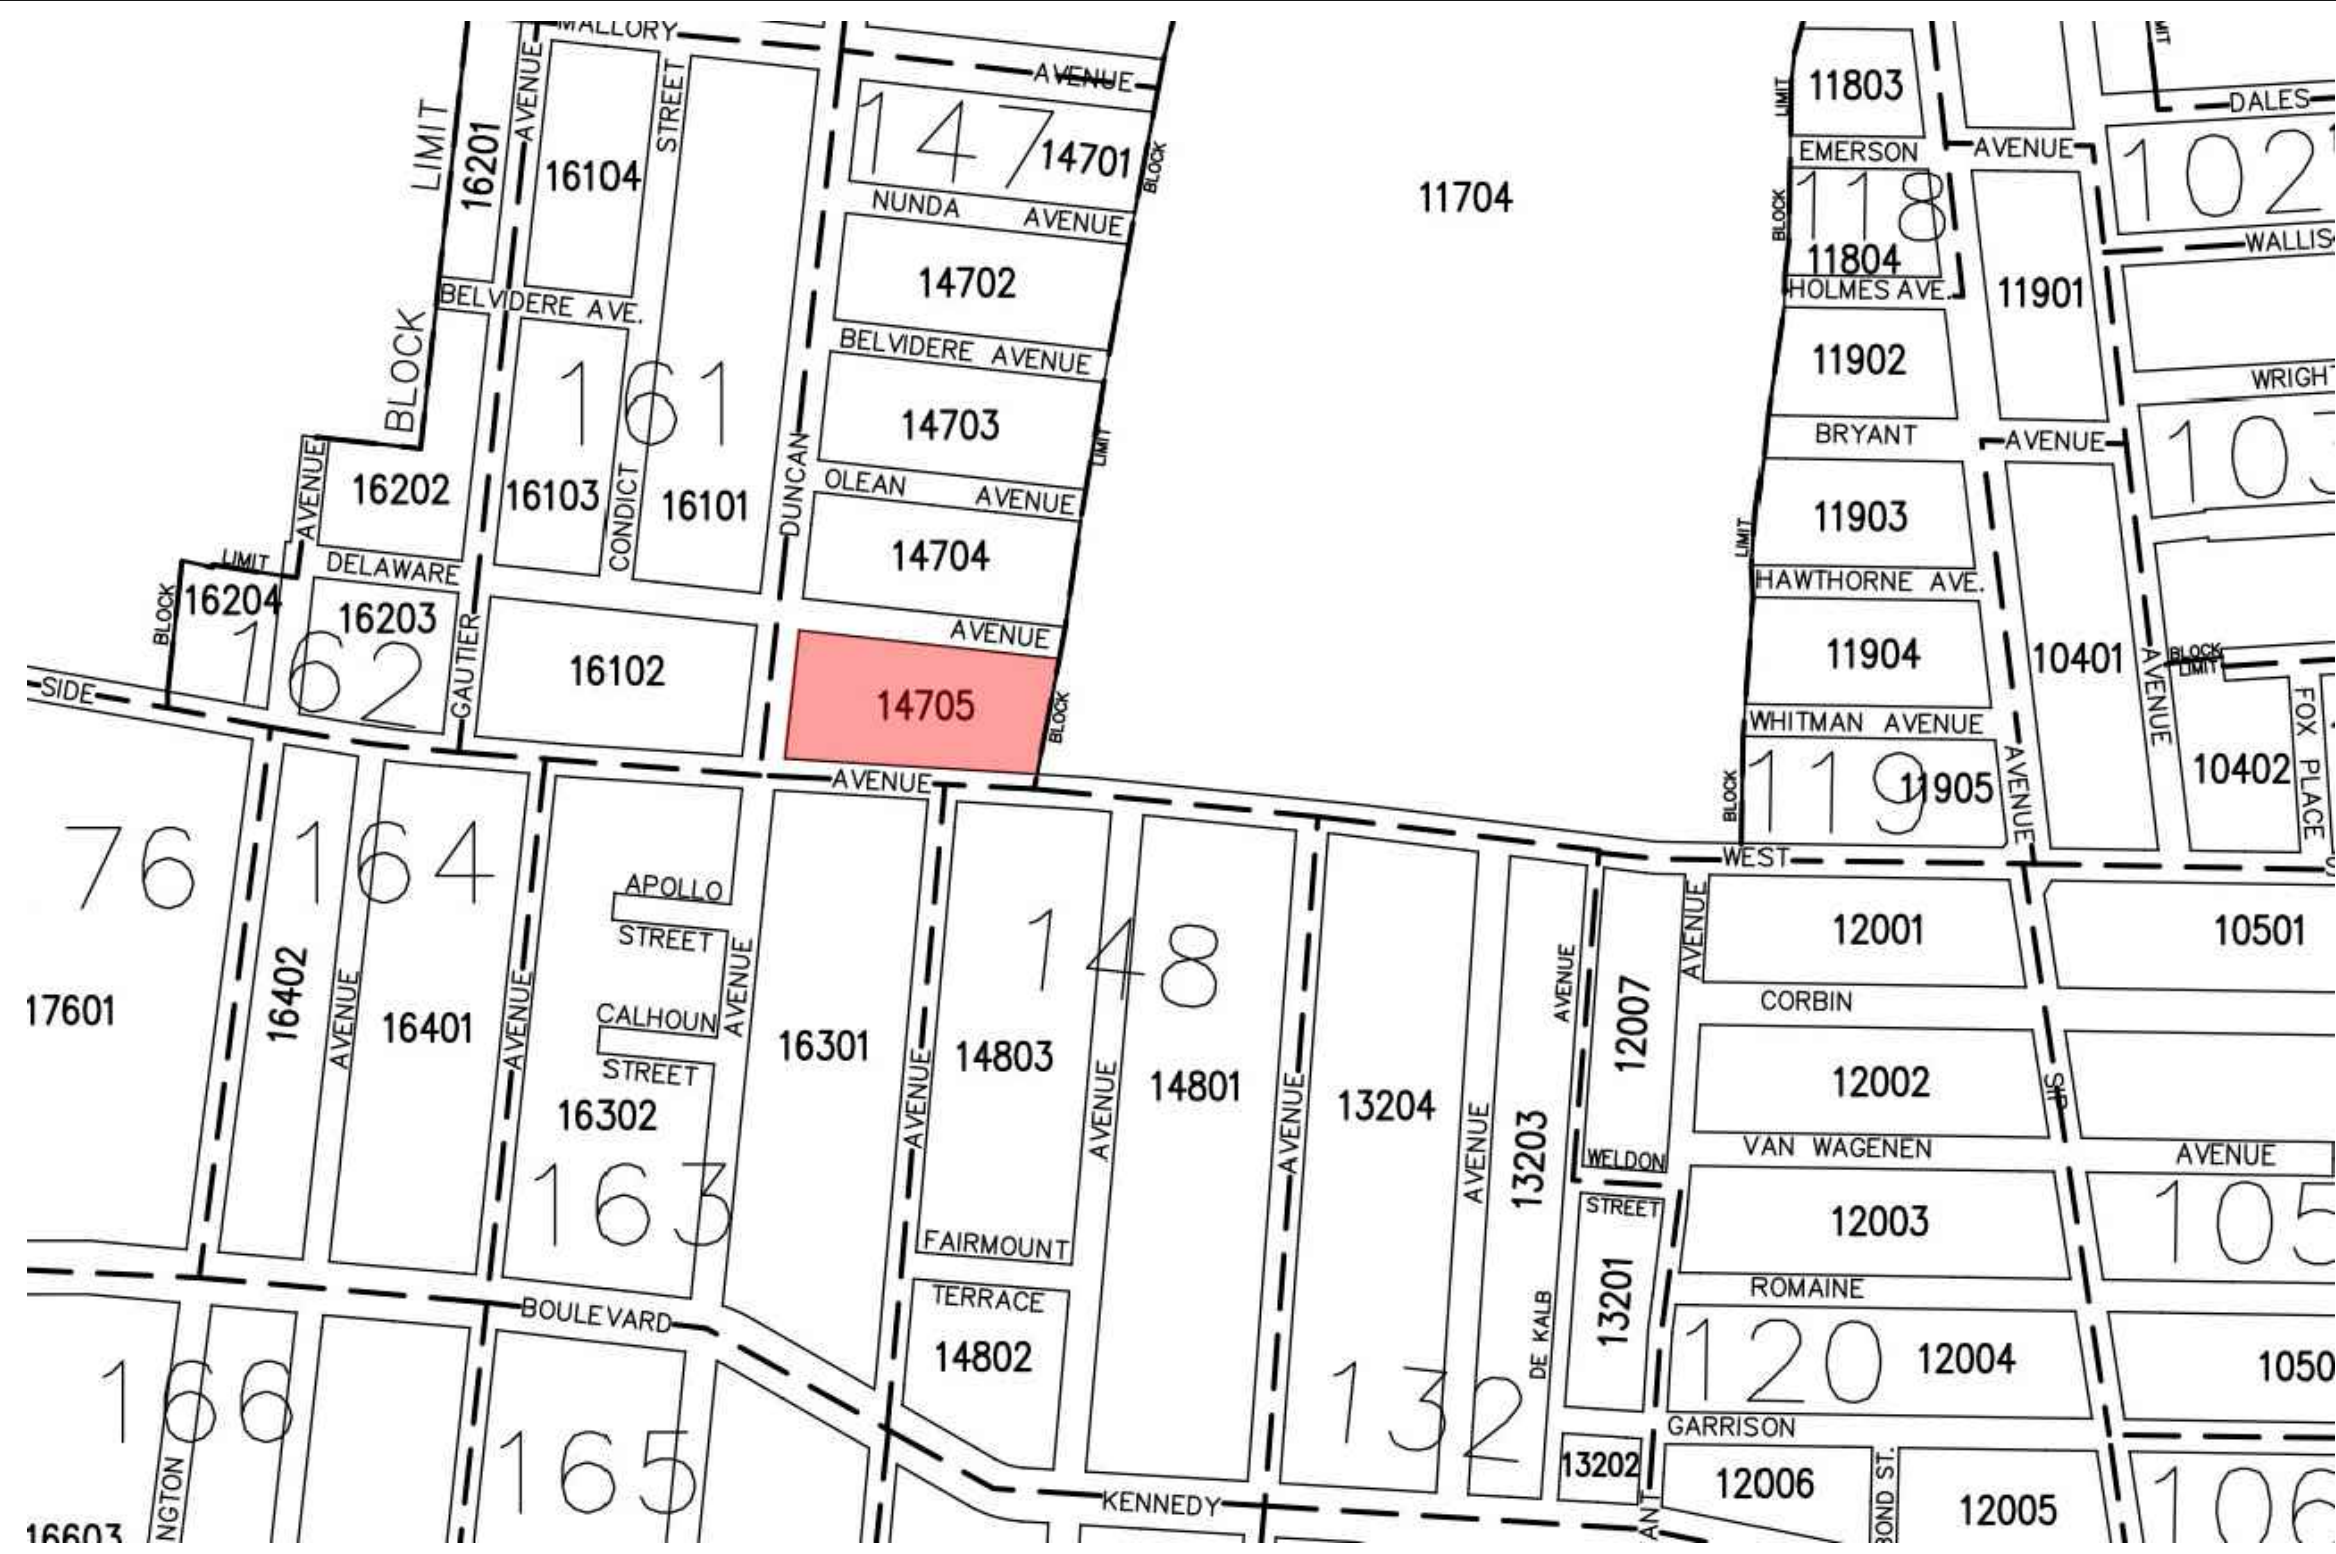 MALLORY
AVENUE
11803
LIMIT
MIT
DALES
LIMIT
16201
AVENUE
16104
STREET
147
14701
BLOCK
NUNDA AVENUE
11704
EMERSON AVENUE
BLOCK
118
11804
HOLMES AVE.
11901
102
WALLIS
14702
BELVIDERE AVE.
BELVIDERE AVENUE
11902
BLOCK
161
14703
LIMIT
BRYANT AVENUE
103
AVENUE
16202
16103
CONDICT
16101
DUNCAN
OLEAN AVENUE
14704
LIMIT
11903
HAWTHORNE AVE.
LIMIT
DELAWARE
AVENUE
BLOCK
16204
16203
162
GAUTIER
16102
14705
BLOCK
11904
10401
AVENUE
BLOCK
LIMIT
SIDE
AVENUE
WHITMAN AVENUE
BLOCK
119
11905
AVENUE
10402
FOX PLACE
WEST
76
164
APOLLO
STREET
148
12001
10501
17601
16402
AVENUE
16401
AVENUE
CALHOUN
STREET
AVENUE
16302
163
16301
AVENUE
14803
AVENUE
14801
AVENUE
13204
AVENUE
13203
AVENUE
DE KALB
12007
AVENUE
CORBIN
12002
SIP
WELDON
STREET
VAN WAGENEN AVENUE
12003
105
FAIRMOUNT
TERRACE
14802
13201
ROMAINE
120
12004
BOULEVARD
132
166
165
NGTON
GARRISON
13202
12006
BOND ST.
12005
106
KENNEDY